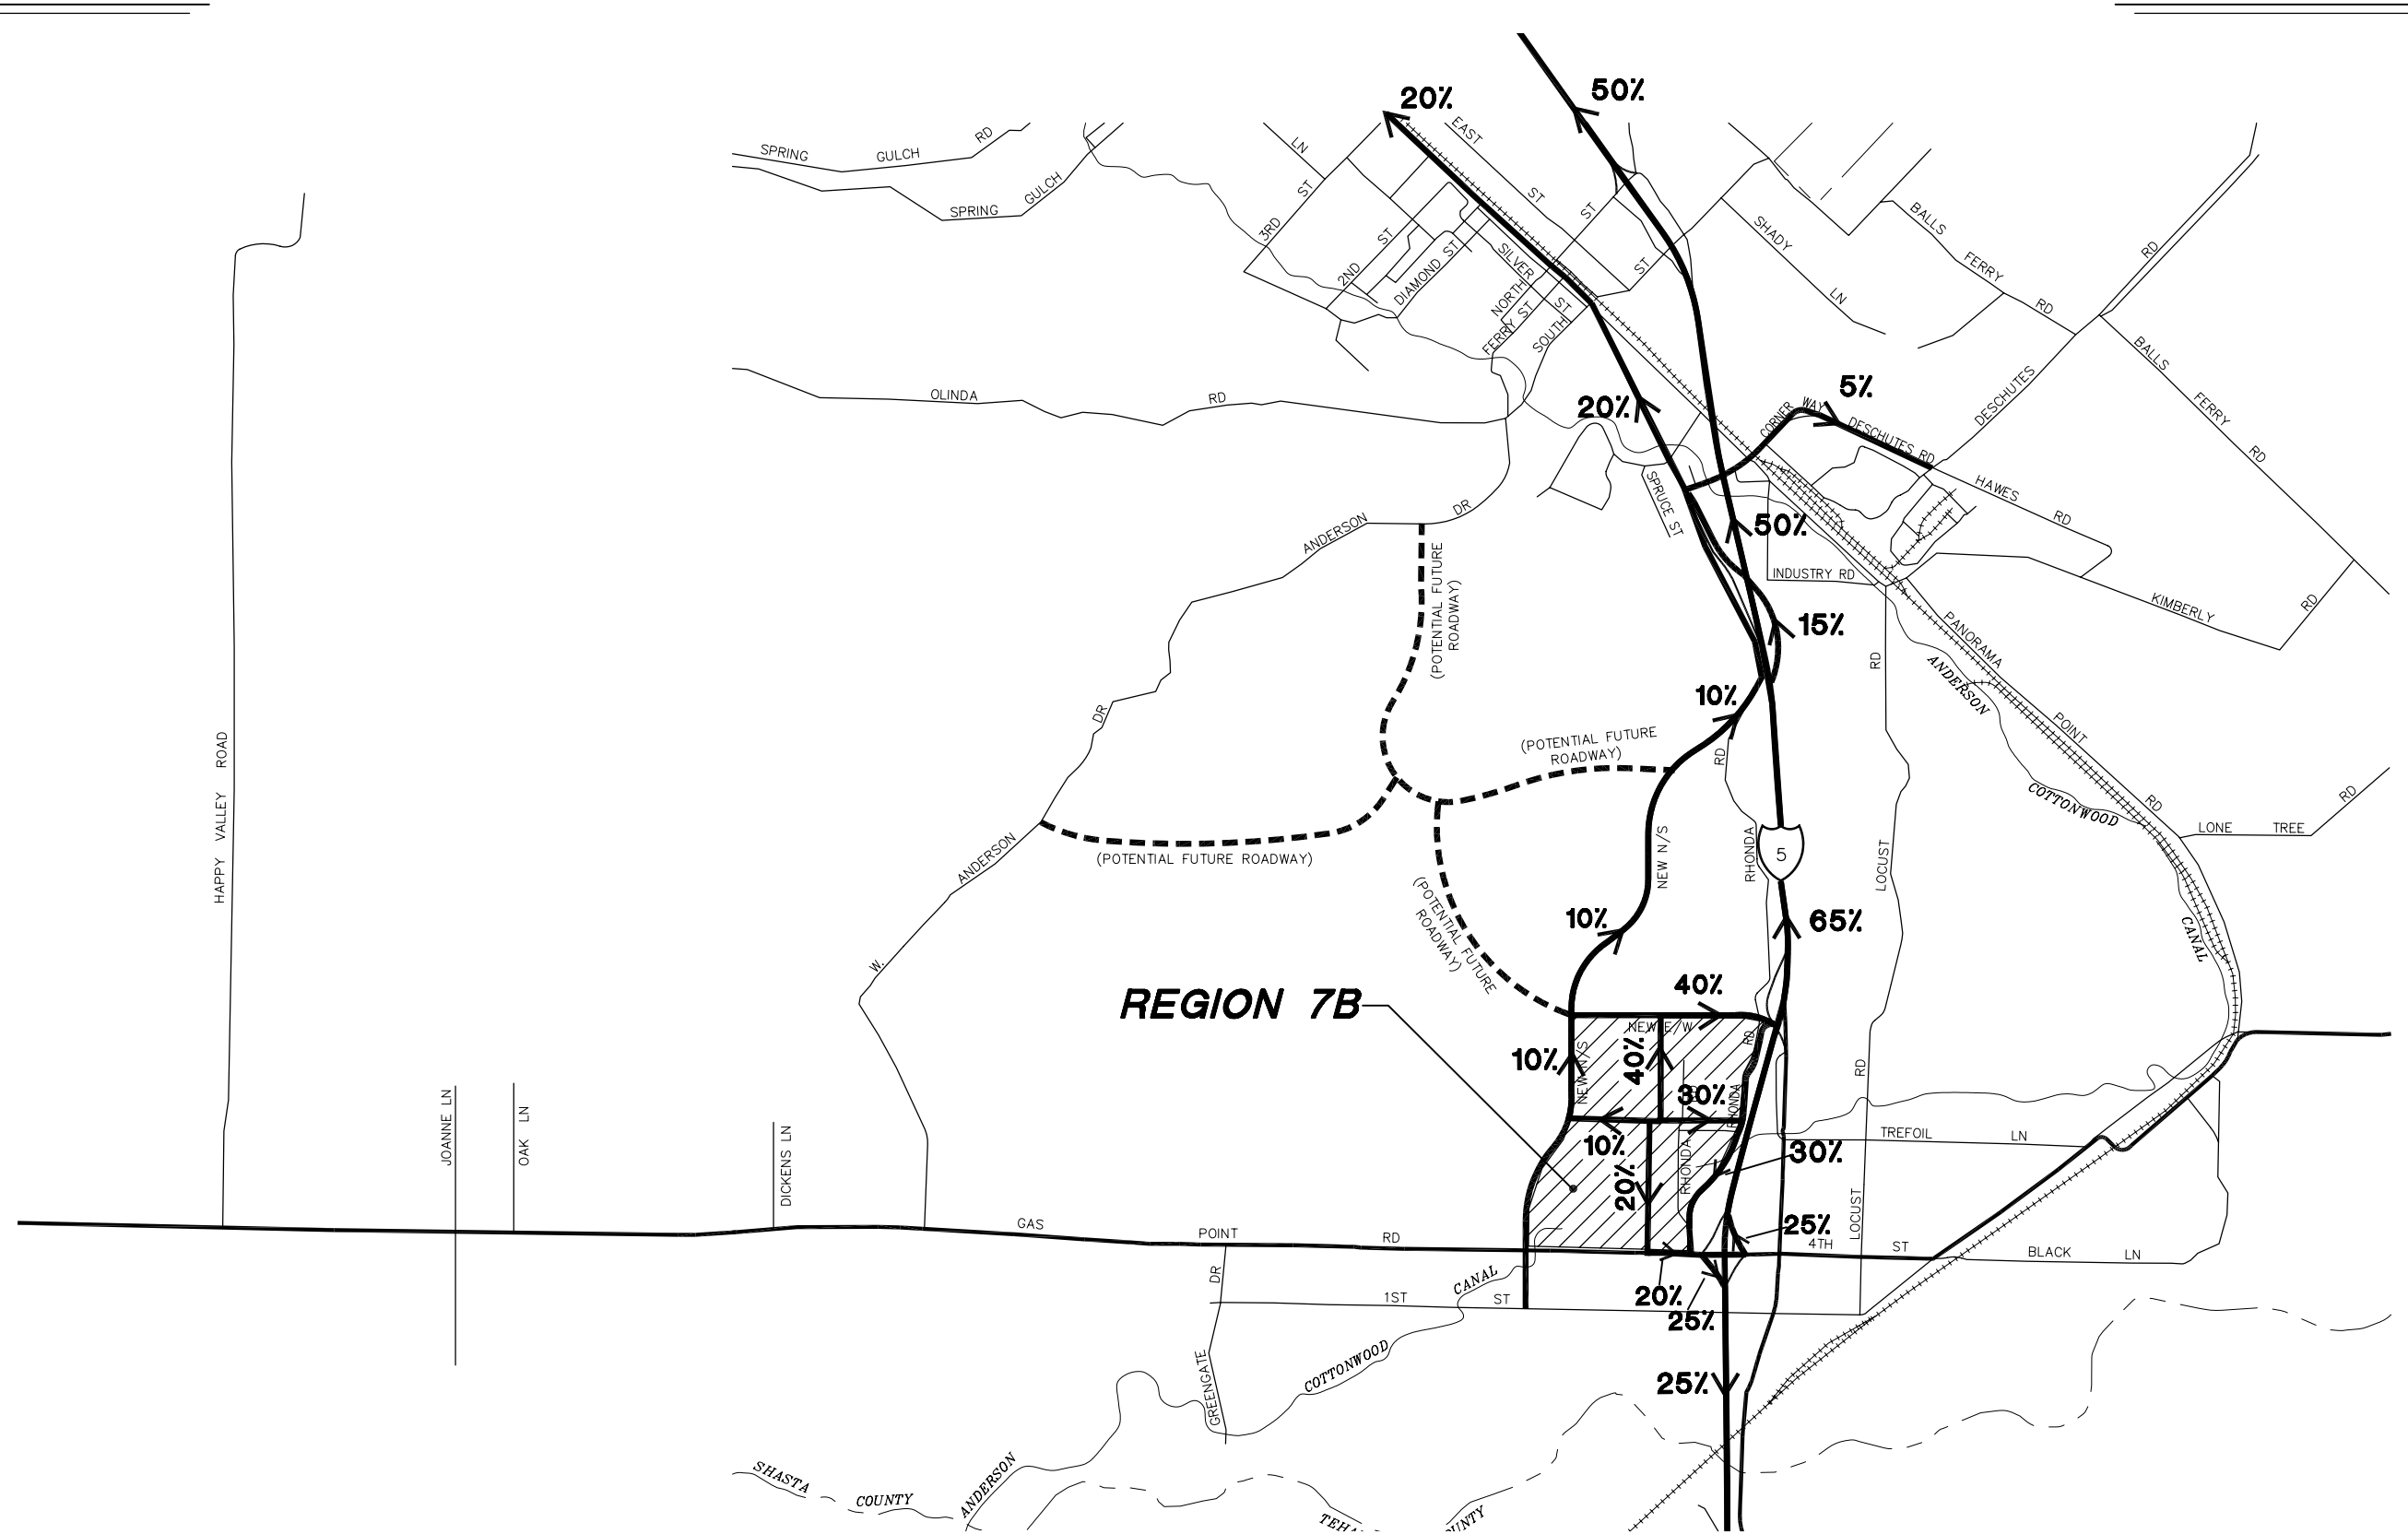 50%
20%
EAST
ST
SPRING GULCH RD
SPRING GULCH
LN
3RD ST
2ND ST
DIAMOND ST
SILVER ST
NORTH ST
FERRY ST
SOUTH ST
SHADY LN
BALLS FERRY RD
RD
DESCHUTES
BALLS FERRY RD
OLINDA RD
20%
5%
CORNER WAY
DESCHUTES RD
HAWES RD
SPRUCE ST
ANDERSON DR
50%
INDUSTRY RD
KIMBERLY RD
(POTENTIAL FUTURE
ROADWAY)
15%
PANORAMA POINT RD
ANDERSON
COTTONWOOD
CANAL
RD
DR
10%
(POTENTIAL FUTURE
ROADWAY)
RD
HAPPY VALLEY ROAD
LONE TREE RD
NEW N/S
RHONDA
5
LOCUST
ANDERSON
(POTENTIAL FUTURE ROADWAY)
(POTENTIAL FUTURE
ROADWAY)
W.
10%
65%
REGION 7B
40%
NEW E/W
RD
10%
NEW N/S
40%
30%
RHONDA
RD
JOANNE LN
OAK LN
DICKENS LN
10%
20%
RHONDA
30%
TREFOIL LN
LOCUST
25%
GAS POINT RD
4TH ST
BLACK LN
DR
20%
25%
1ST ST
CANAL
COTTONWOOD
GREENGATE
25%
SHASTA COUNTY
ANDERSON